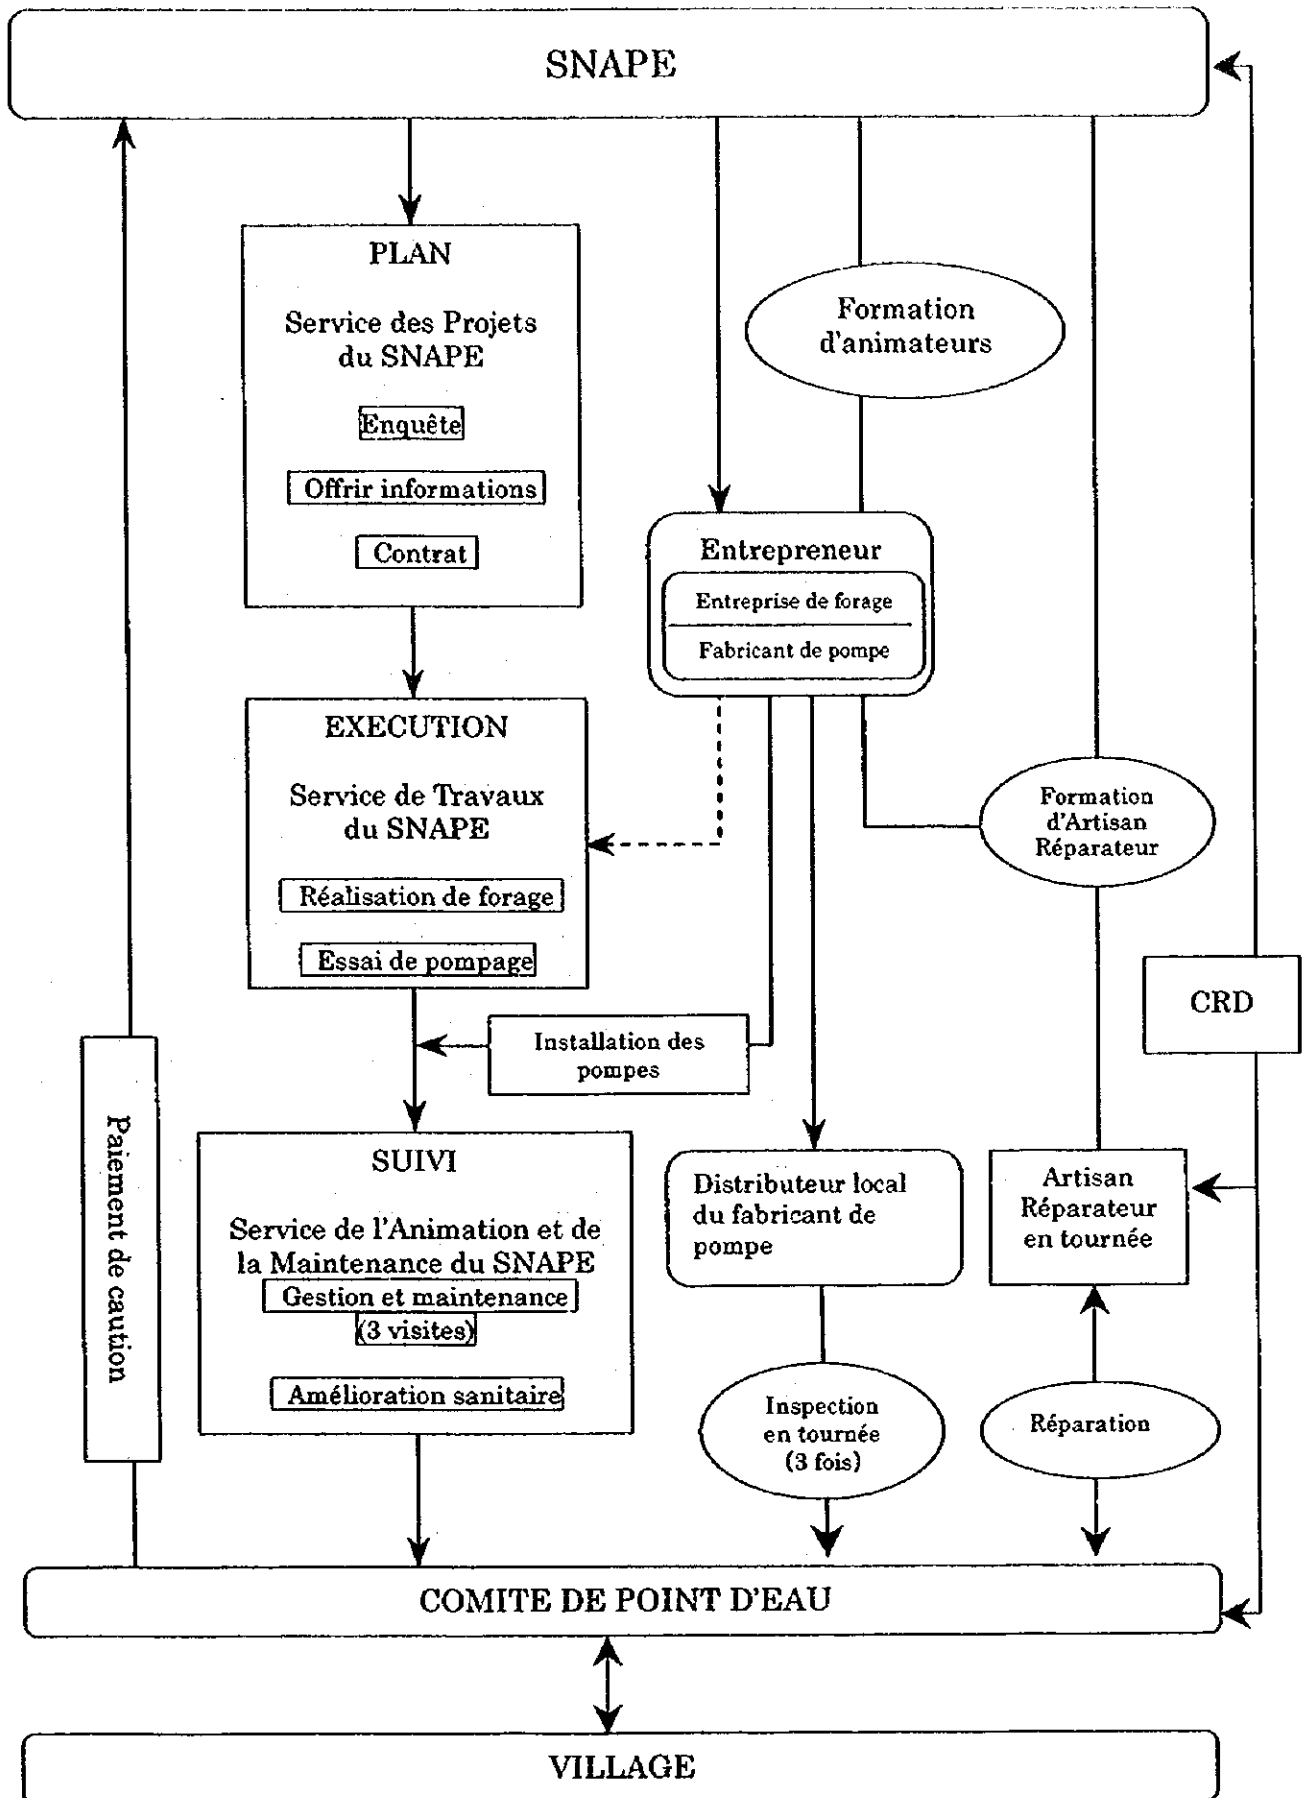 SNAPE
PLAN
Service des Projets
du SNAPE
Enquête
Offrir informations
Contrat
Formation
d'animateurs
Entrepreneur
Entreprise de forage
Fabricant de pompe
EXECUTION
Service de Travaux
du SNAPE
Réalisation de forage
Essai de pompage
Formation
d'Artisan
Réparateur
CRD
Installation des
pompes
Paiement de caution
SUIVI
Service de l'Animation et de
la Maintenance du SNAPE
Gestion et maintenance
(3 visites)
Amélioration sanitaire
Distributeur local
du fabricant de
pompe
Artisan
Réparateur
en tournée
Inspection
en tournée
(3 fois)
Réparation
COMITE DE POINT D'EAU
VILLAGE